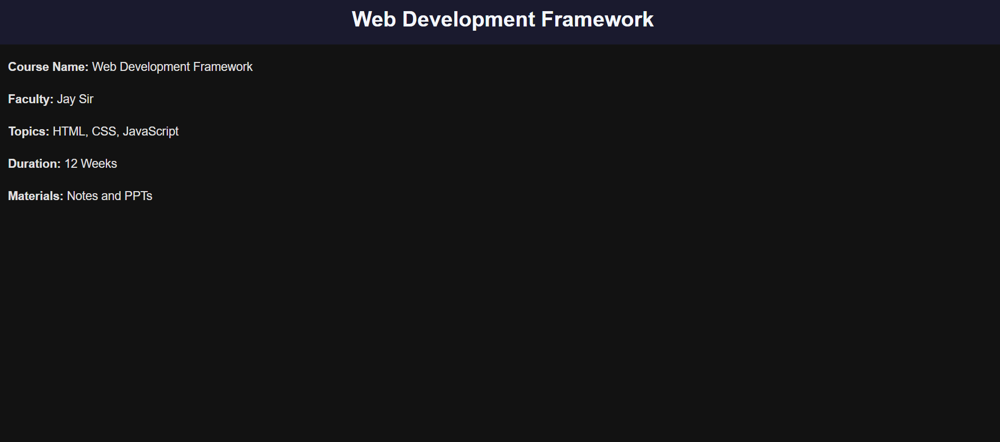 Web Development Framework
Course Name: Web Development Framework
Faculty: Jay Sir
Topics: HTML, CSS, JavaScript
Duration: 12 Weeks
Materials: Notes and PPTs